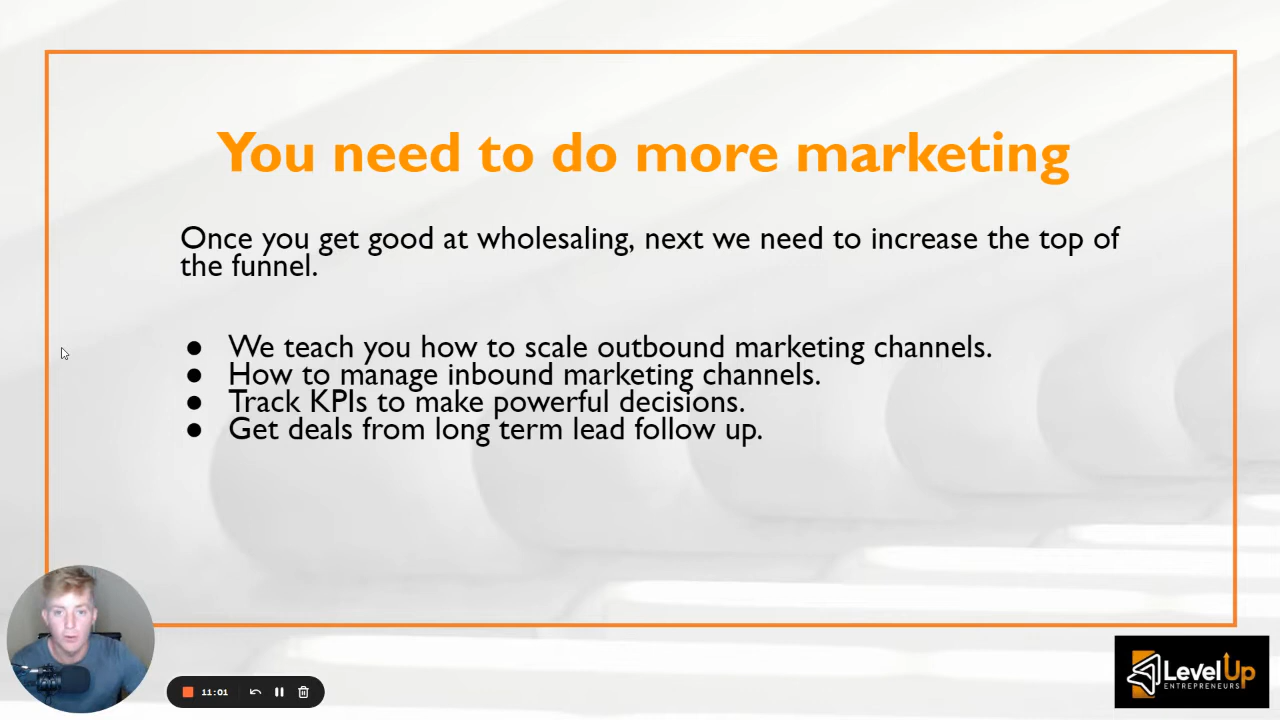 You need to do more marketing
Once you get good at wholesaling, next we need to increase the top of
the funnel.
● We teach you how to scale outbound marketing channels.
● How to manage inbound marketing channels.
● Track KPIs to make powerful decisions.
● Get deals from long term lead follow up.
11:01
LevelUp
ENTREPRENEURS